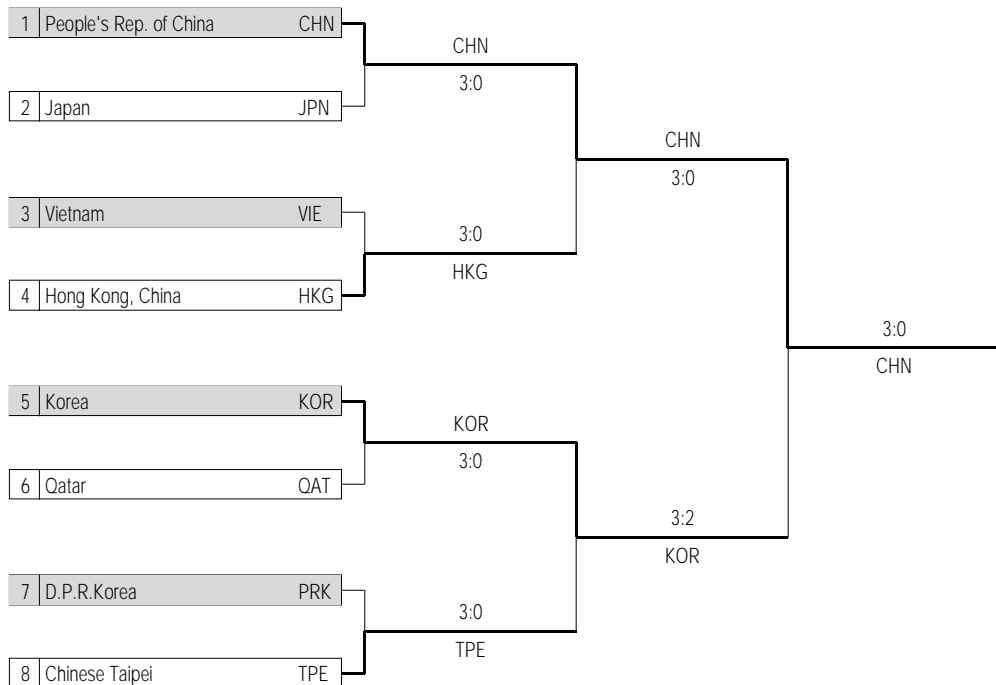 1 People's Rep. of China CHN
CHN
3:0
2 Japan JPN
CHN
3:0
3 Vietnam VIE
3:0
HKG
4 Hong Kong, China HKG
3:0
CHN
5 Korea KOR
KOR
3:0
6 Qatar QAT
3:2
KOR
7 D.P.R.Korea PRK
3:0
TPE
8 Chinese Taipei TPE